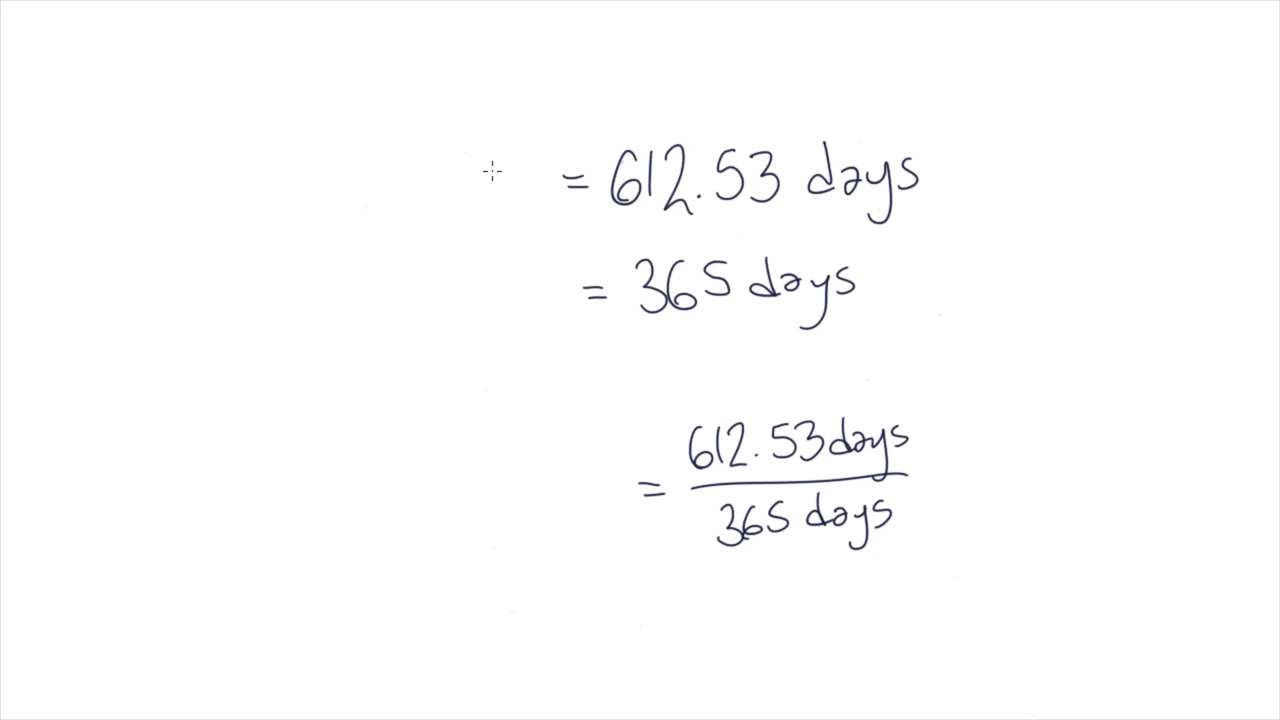 = 612.53 days
= 365 days
= 612.53 days
365 days